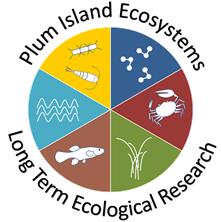 Plum Island Ecosystems
Long Term Ecological Research